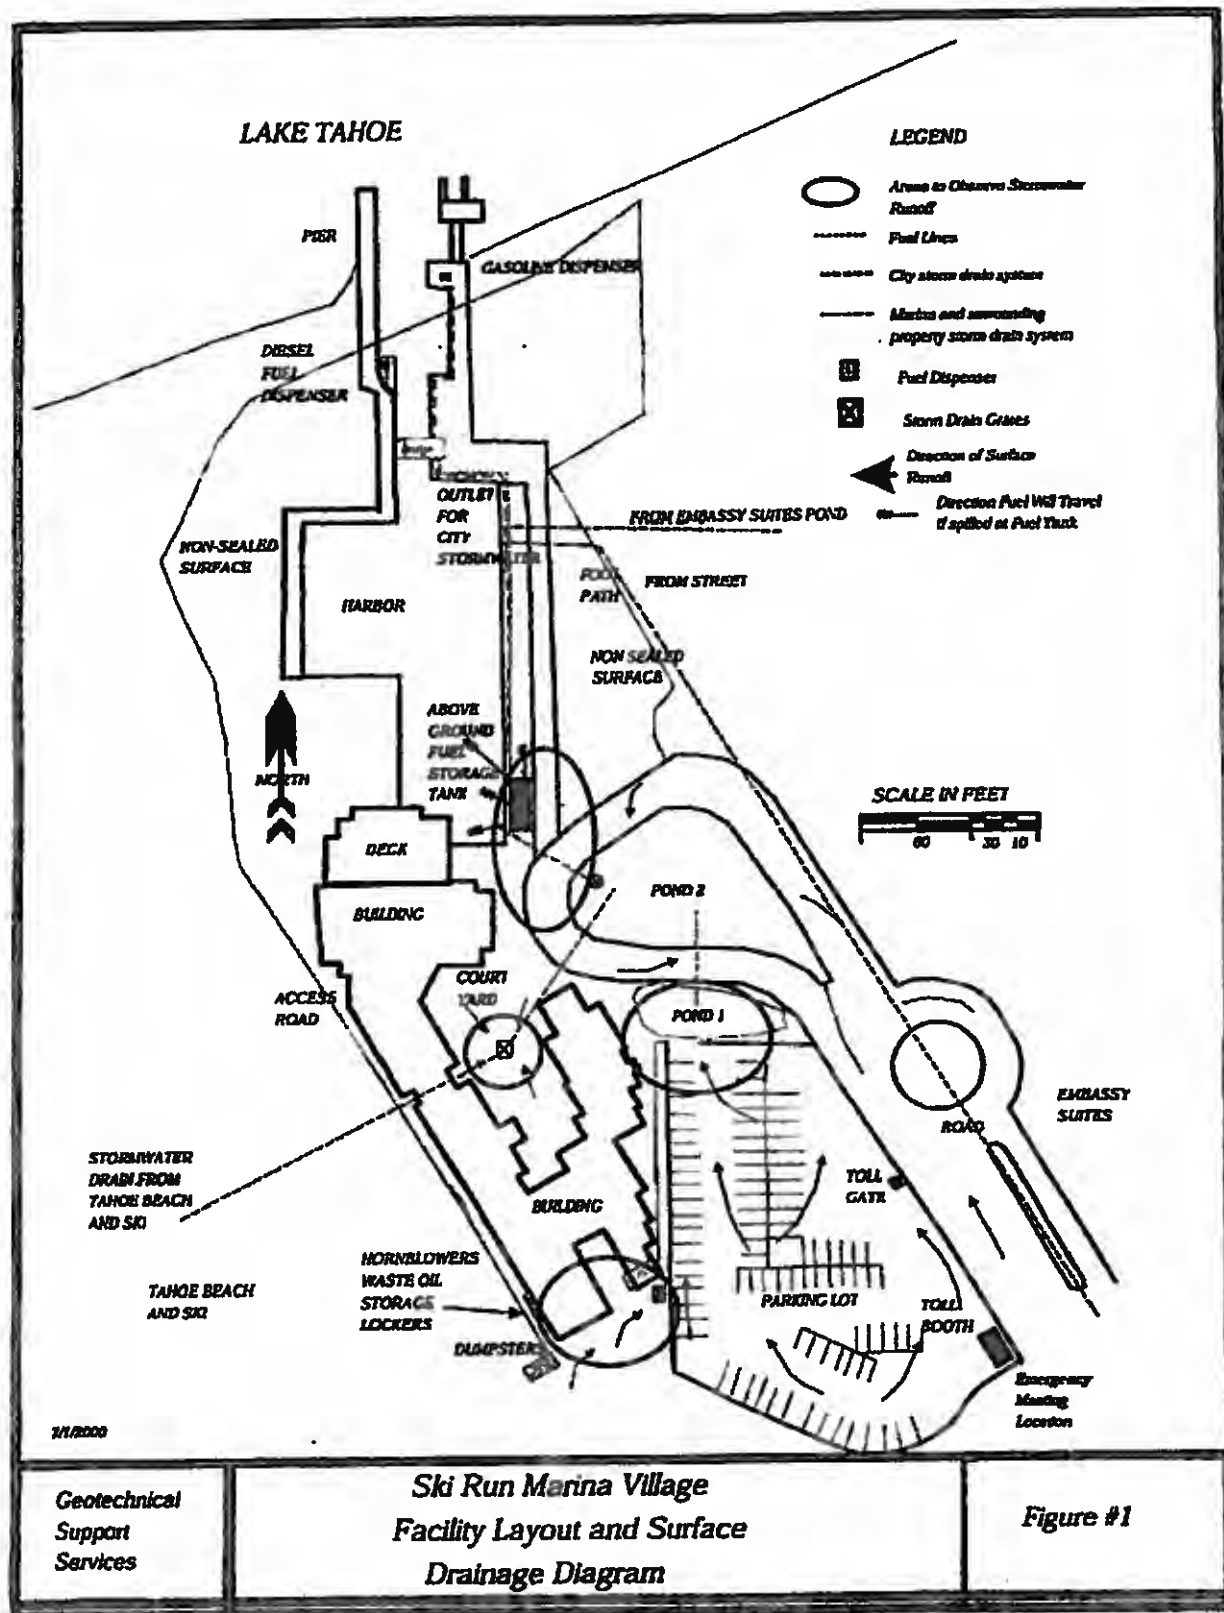 LAKE TAHOE
LEGEND
Areas to Observe Stormwater
Runoff
Fuel Lines
City storm drain system
Marina and surrounding
property storm drain system
Fuel Dispenser
Storm Drain Grates
Direction of Surface
Runoff
Direction Fuel Will Travel
if spilled at Fuel Tank
PIER
GASOLINE DISPENSER
DIESEL
FUEL
DISPENSER
OUTLET
FOR
CITY
STORMWATER
FROM EMBASSY SUITES POND
NON-SEALED
SURFACE
FOOT
PATH
FROM STREET
HARBOR
NON SEALED
SURFACE
ABOVE
GROUND
FUEL
STORAGE
TANK
NORTH
SCALE IN FEET
60 30 10
DECK
BUILDING
POND 2
COURT
YARD
ACCESS
ROAD
POND 1
EMBASSY
SUITES
ROAD
STORMWATER
DRAIN FROM
TAHOE BEACH
AND SKI
TOLL
GATE
BUILDING
HORNBLOWERS
WASTE OIL
STORAGE
LOCKERS
TAHOE BEACH
AND SKI
PARKING LOT
TOLL
BOOTH
DUMPSTER
Emergency
Meeting
Location
7/1/2000
Geotechnical
Support
Services
Ski Run Marina Village
Facility Layout and Surface
Drainage Diagram
Figure #1